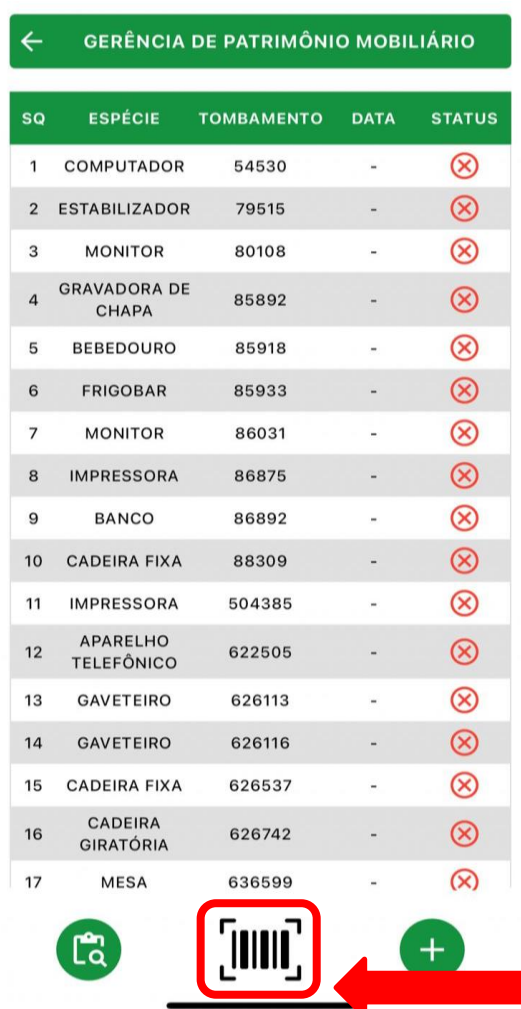 GERÊNCIA DE PATRIMÔNIO MOBILIÁRIO
SQ ESPÉCIE TOMBAMENTO DATA STATUS
1 COMPUTADOR 54530 -
2 ESTABILIZADOR 79515 -
3 MONITOR 80108 -
4 GRAVADORA DE CHAPA 85892 -
5 BEBEDOURO 85918 -
6 FRIGOBAR 85933 -
7 MONITOR 86031 -
8 IMPRESSORA 86875 -
9 BANCO 86892 -
10 CADEIRA FIXA 88309 -
11 IMPRESSORA 504385 -
12 APARELHO TELEFÔNICO 622505 -
13 GAVETEIRO 626113 -
14 GAVETEIRO 626116 -
15 CADEIRA FIXA 626537 -
16 CADEIRA GIRATÓRIA 626742 -
17 MESA 636599 -